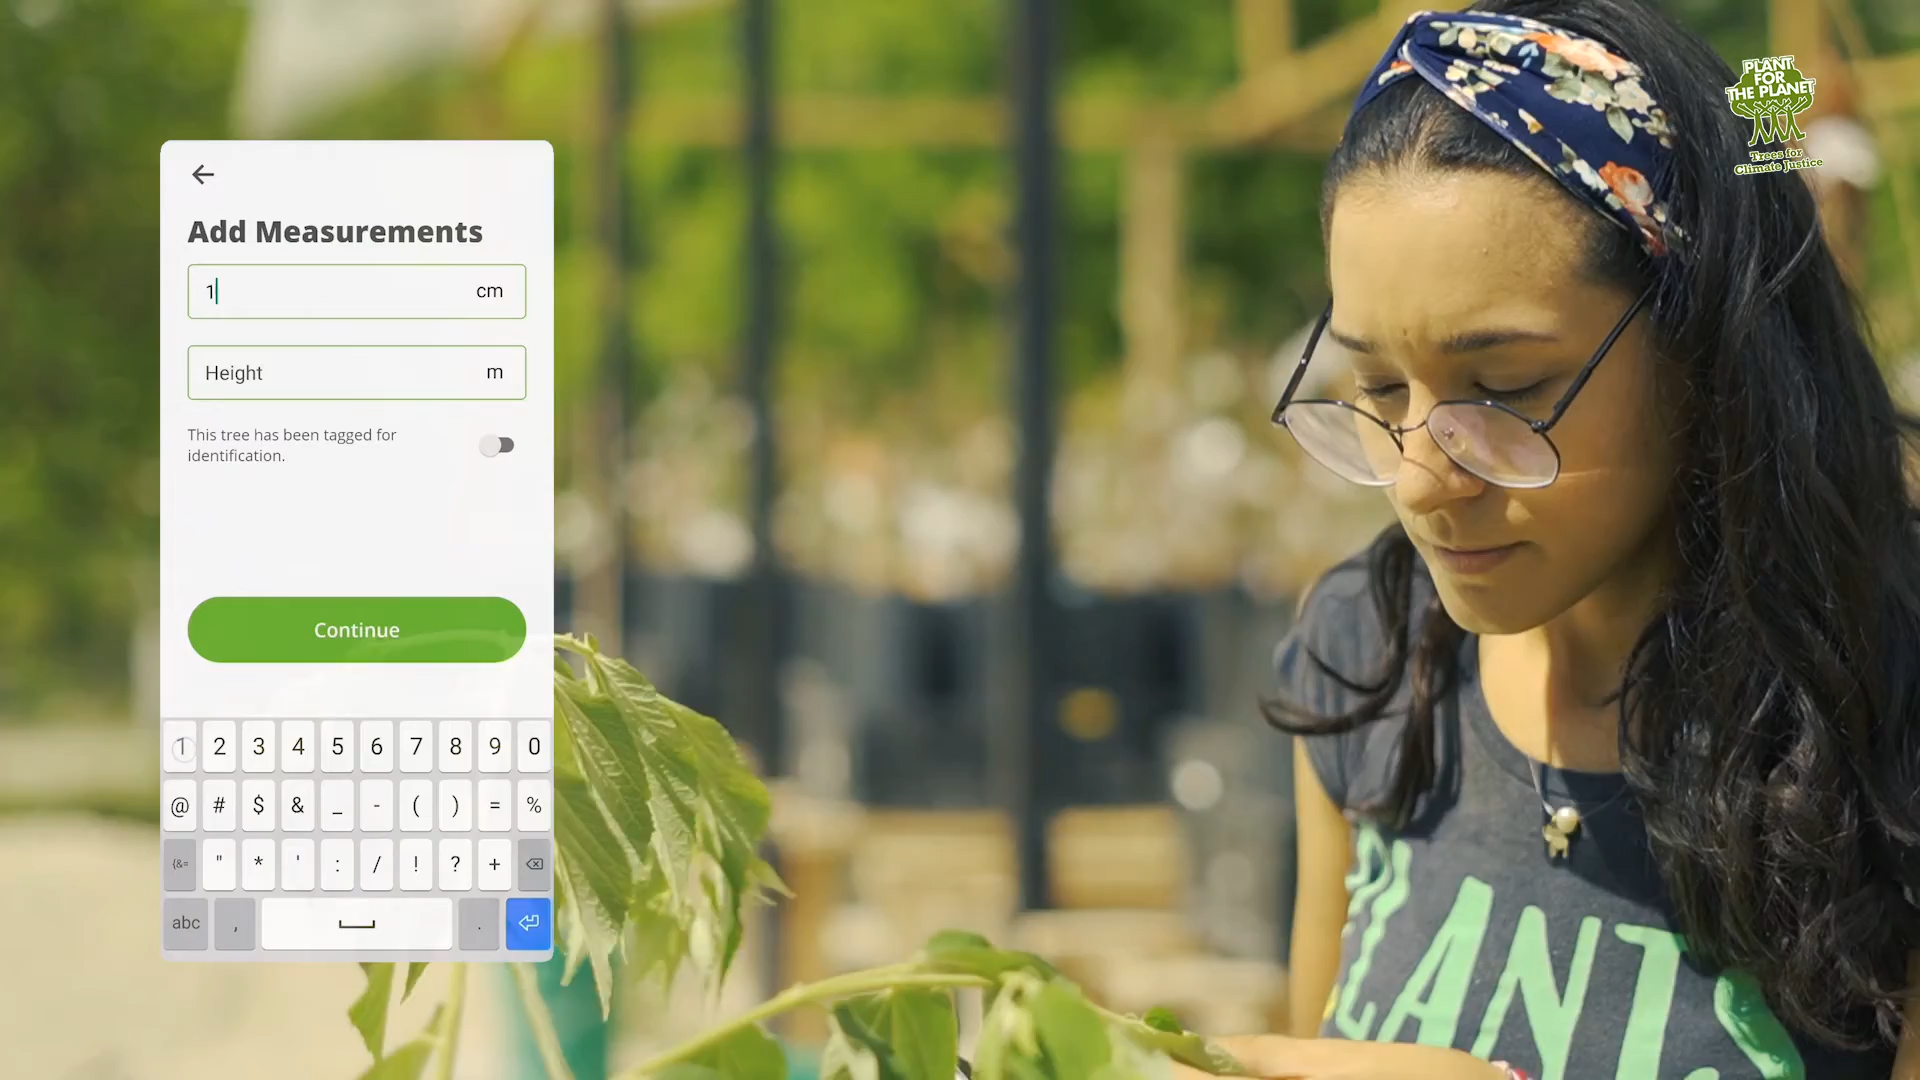 PLANT
FOR
THE PLANET
Trees for
Climate Justice
Add Measurements
1 cm
Height m
This tree has been tagged for
identification.
Continue
1 2 3 4 5 6 7 8 9 0
@ # $ & _ - ( ) = %
{&= " * ' : / ! ? +
abc , .
PLANTS